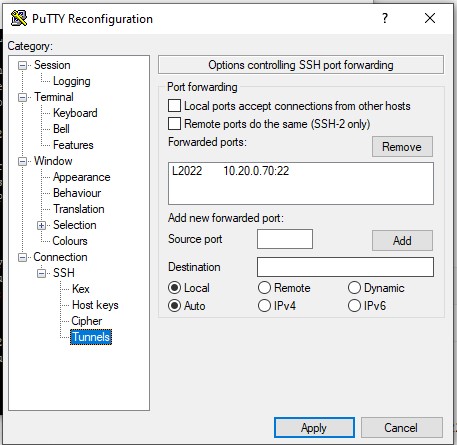 PuTTY Reconfiguration
?
Category:
Session
Logging
Terminal
Keyboard
Bell
Features
Window
Appearance
Behaviour
Translation
Selection
Colours
Connection
SSH
Kex
Host keys
Cipher
Tunnels
Options controlling SSH port forwarding
Port forwarding
Local ports accept connections from other hosts
Remote ports do the same (SSH-2 only)
Forwarded ports:
Remove
L2022 10.20.0.70:22
Add new forwarded port:
Source port
Add
Destination
Local Remote Dynamic
Auto IPv4 IPv6
Apply Cancel